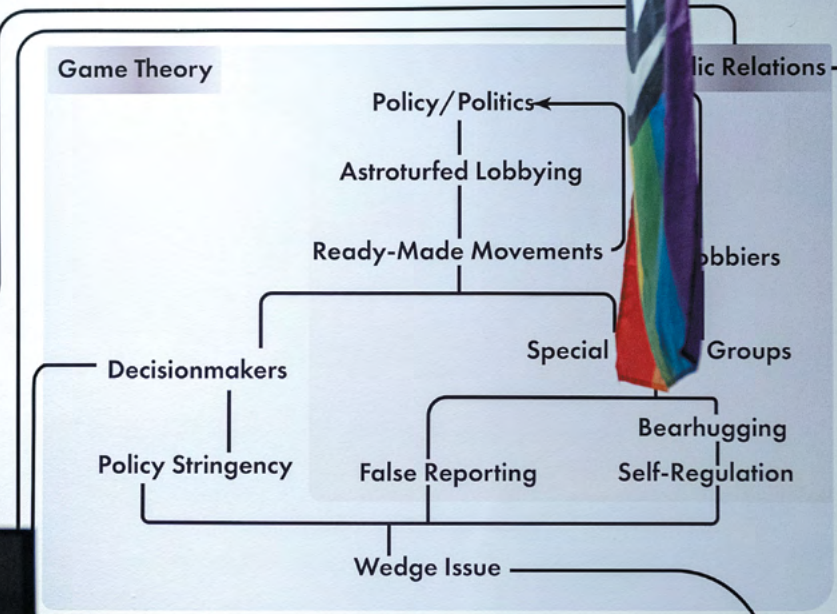 Game Theory
lic Relations
Policy/Politics
Astroturfed Lobbying
Ready-Made Movements
obbiers
Special Groups
Decisionmakers
Bearhugging
Policy Stringency
False Reporting
Self-Regulation
Wedge Issue